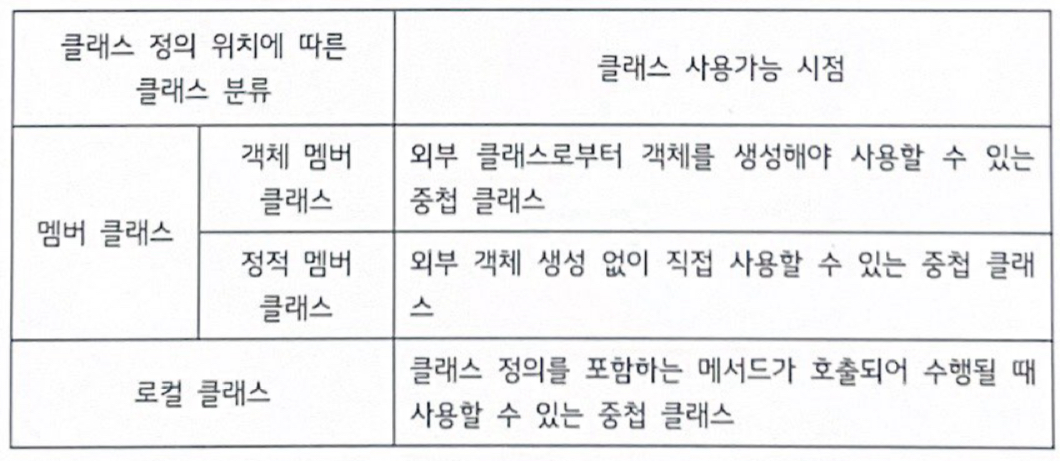 클래스 정의 위치에 따른
클래스 분류
클래스 사용가능 시점
멤버 클래스
객체 멤버
클래스
외부 클래스로부터 객체를 생성해야 사용할 수 있는
중첩 클래스
정적 멤버
클래스
외부 객체 생성 없이 직접 사용할 수 있는 중첩 클래
스
로컬 클래스
클래스 정의를 포함하는 메서드가 호출되어 수행될 때
사용할 수 있는 중첩 클래스